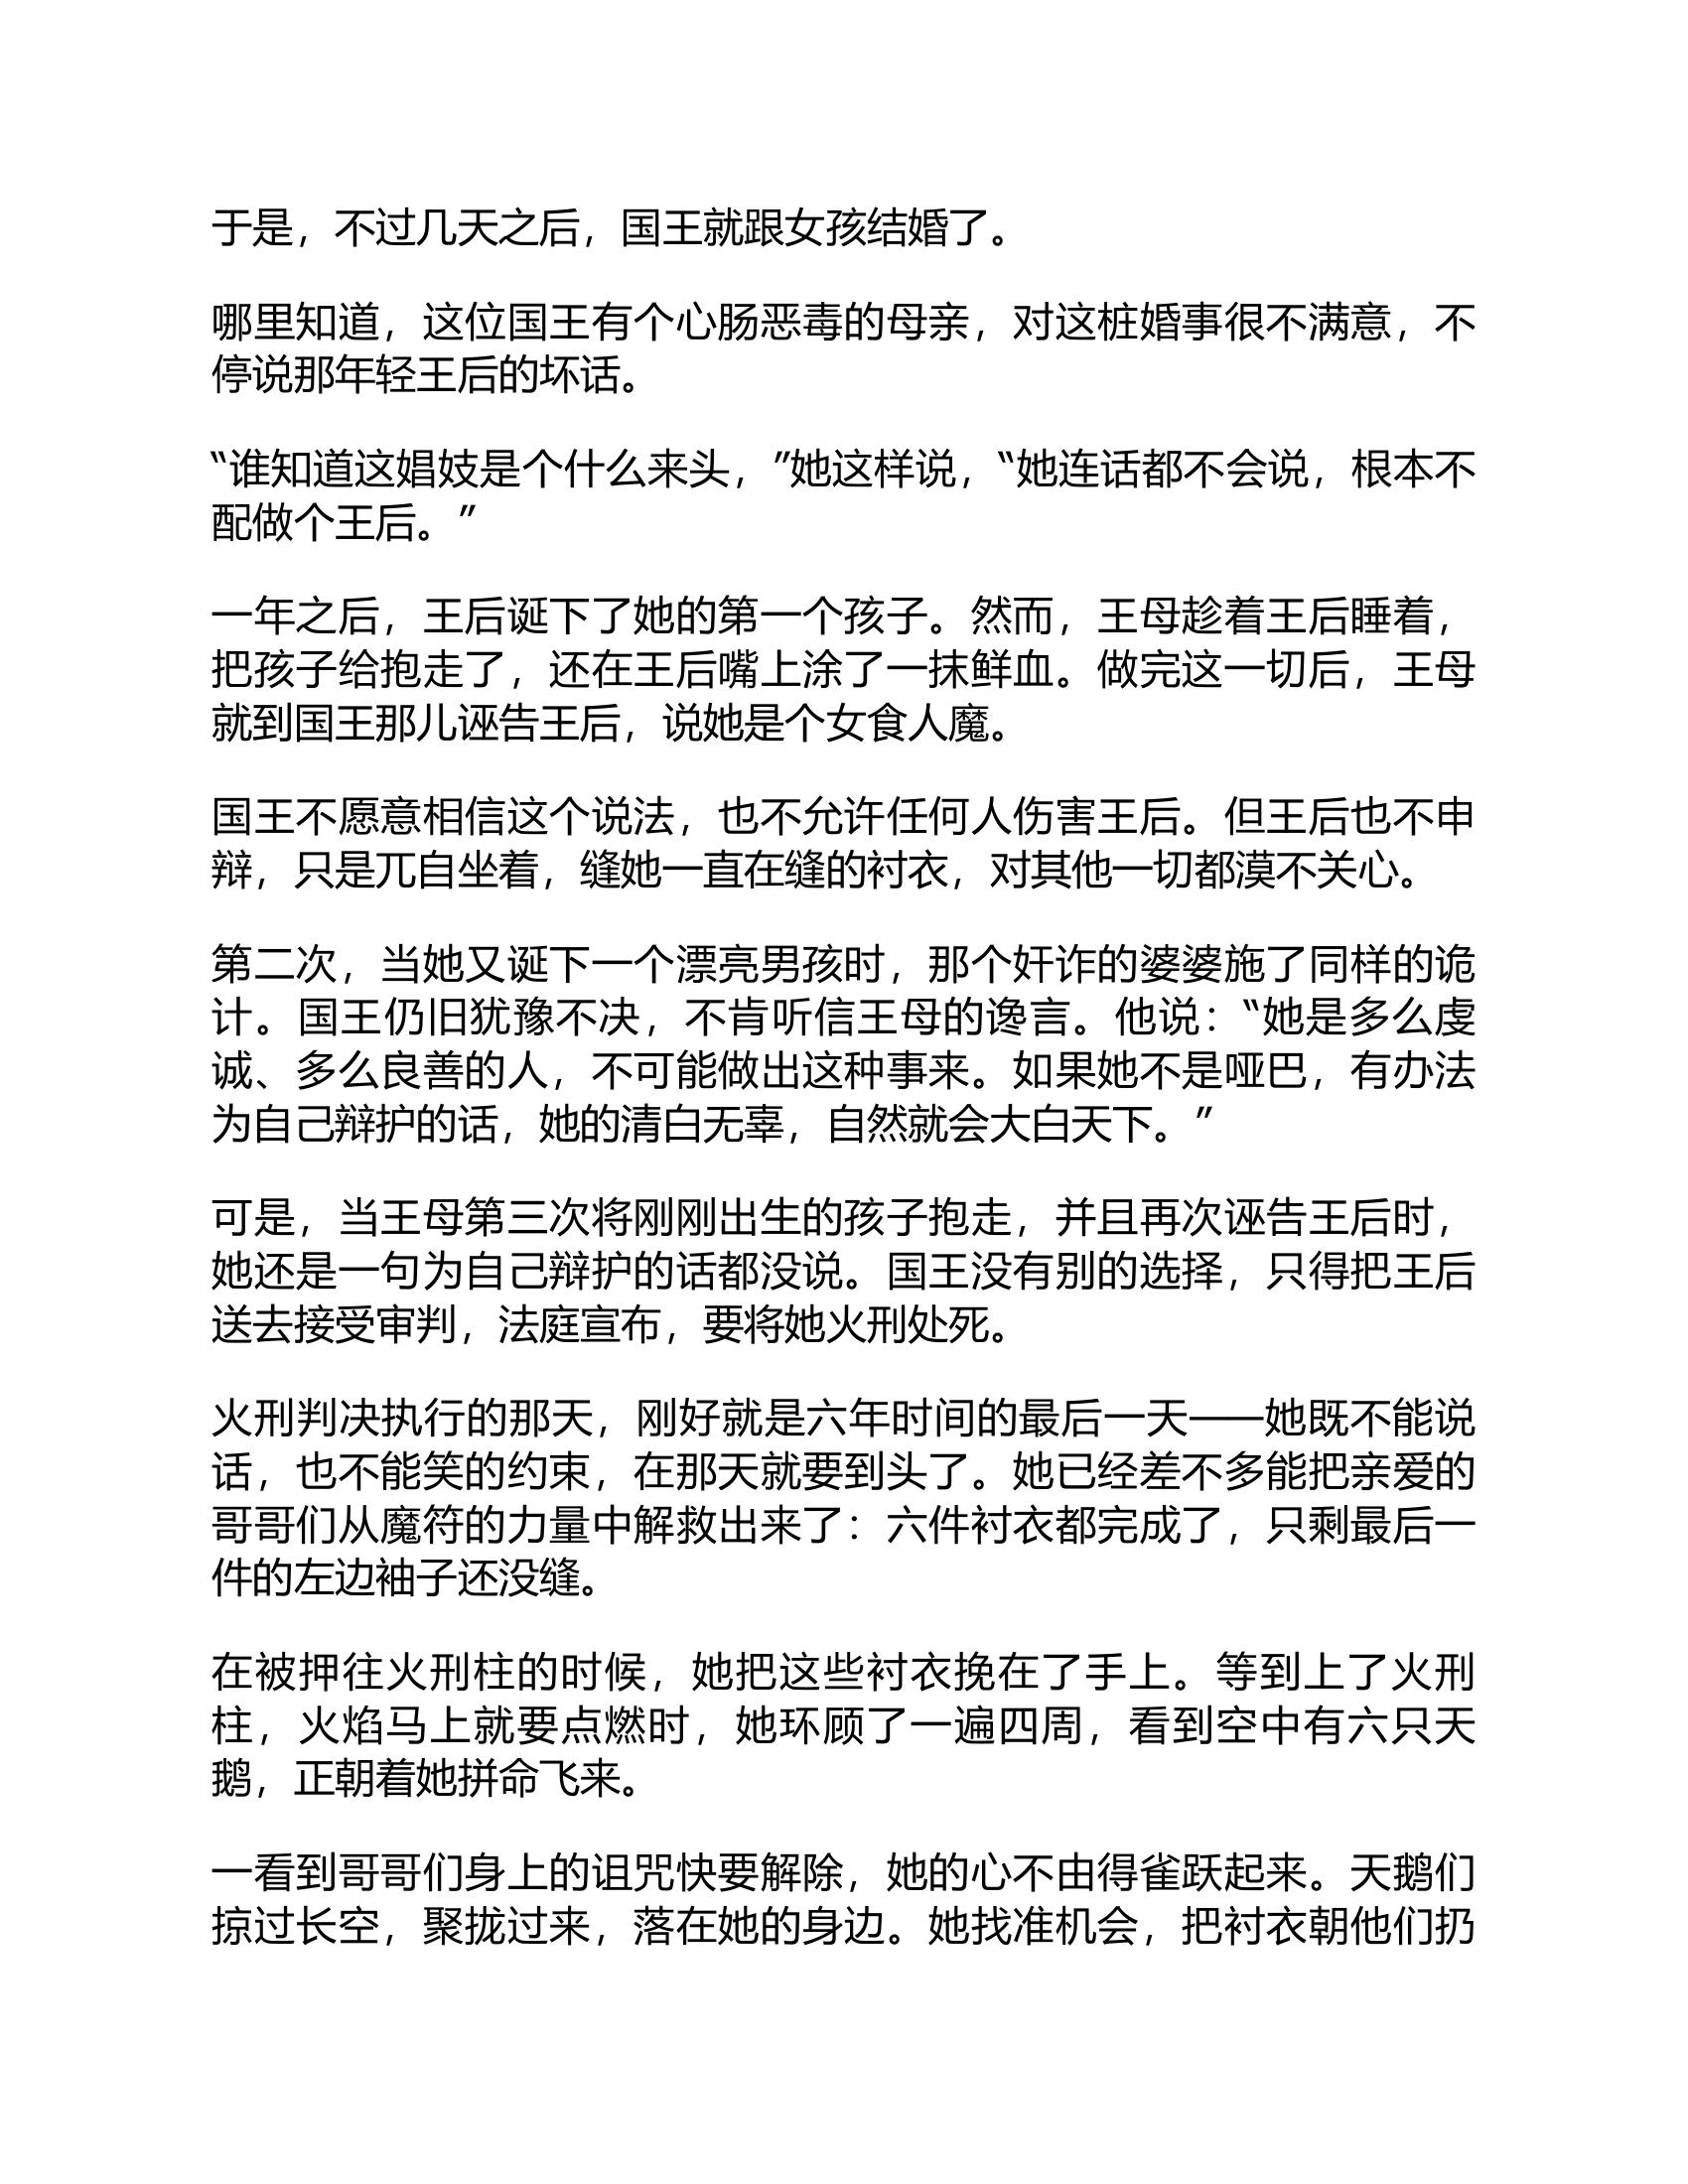 于是，不过几天之后，国王就跟女孩结婚了。
哪里知道，这位国王有个心肠恶毒的母亲，对这桩婚事很不满意，不
停说那年轻王后的坏话。
“谁知道这娼妓是个什么来头，”她这样说，“她连话都不会说，根本不
配做个王后。”
一年之后，王后诞下了她的第一个孩子。然而，王母趁着王后睡着，
把孩子给抱走了，还在王后嘴上涂了一抹鲜血。做完这一切后，王母
就到国王那儿诬告王后，说她是个女食人魔。
国王不愿意相信这个说法，也不允许任何人伤害王后。但王后也不申
辩，只是兀自坐着，缝她一直在缝的衬衣，对其他一切都漠不关心。
第二次，当她又诞下一个漂亮男孩时，那个奸诈的婆婆施了同样的诡
计。国王仍旧犹豫不决，不肯听信王母的谗言。他说：“她是多么虔
诚、多么良善的人，不可能做出这种事来。如果她不是哑巴，有办法
为自己辩护的话，她的清白无辜，自然就会大白天下。”
可是，当王母第三次将刚刚出生的孩子抱走，并且再次诬告王后时，
她还是一句为自己辩护的话都没说。国王没有别的选择，只得把王后
送去接受审判，法庭宣布，要将她火刑处死。
火刑判决执行的那天，刚好就是六年时间的最后一天——她既不能说
话，也不能笑的约束，在那天就要到头了。她已经差不多能把亲爱的
哥哥们从魔符的力量中解救出来了：六件衬衣都完成了，只剩最后一
件的左边袖子还没缝。
在被押往火刑柱的时候，她把这些衬衣挽在了手上。等到上了火刑
柱，火焰马上就要点燃时，她环顾了一遍四周，看到空中有六只天
鹅，正朝着她拼命飞来。
一看到哥哥们身上的诅咒快要解除，她的心不由得雀跃起来。天鹅们
掠过长空，聚拢过来，落在她的身边。她找准机会，把衬衣朝他们扔